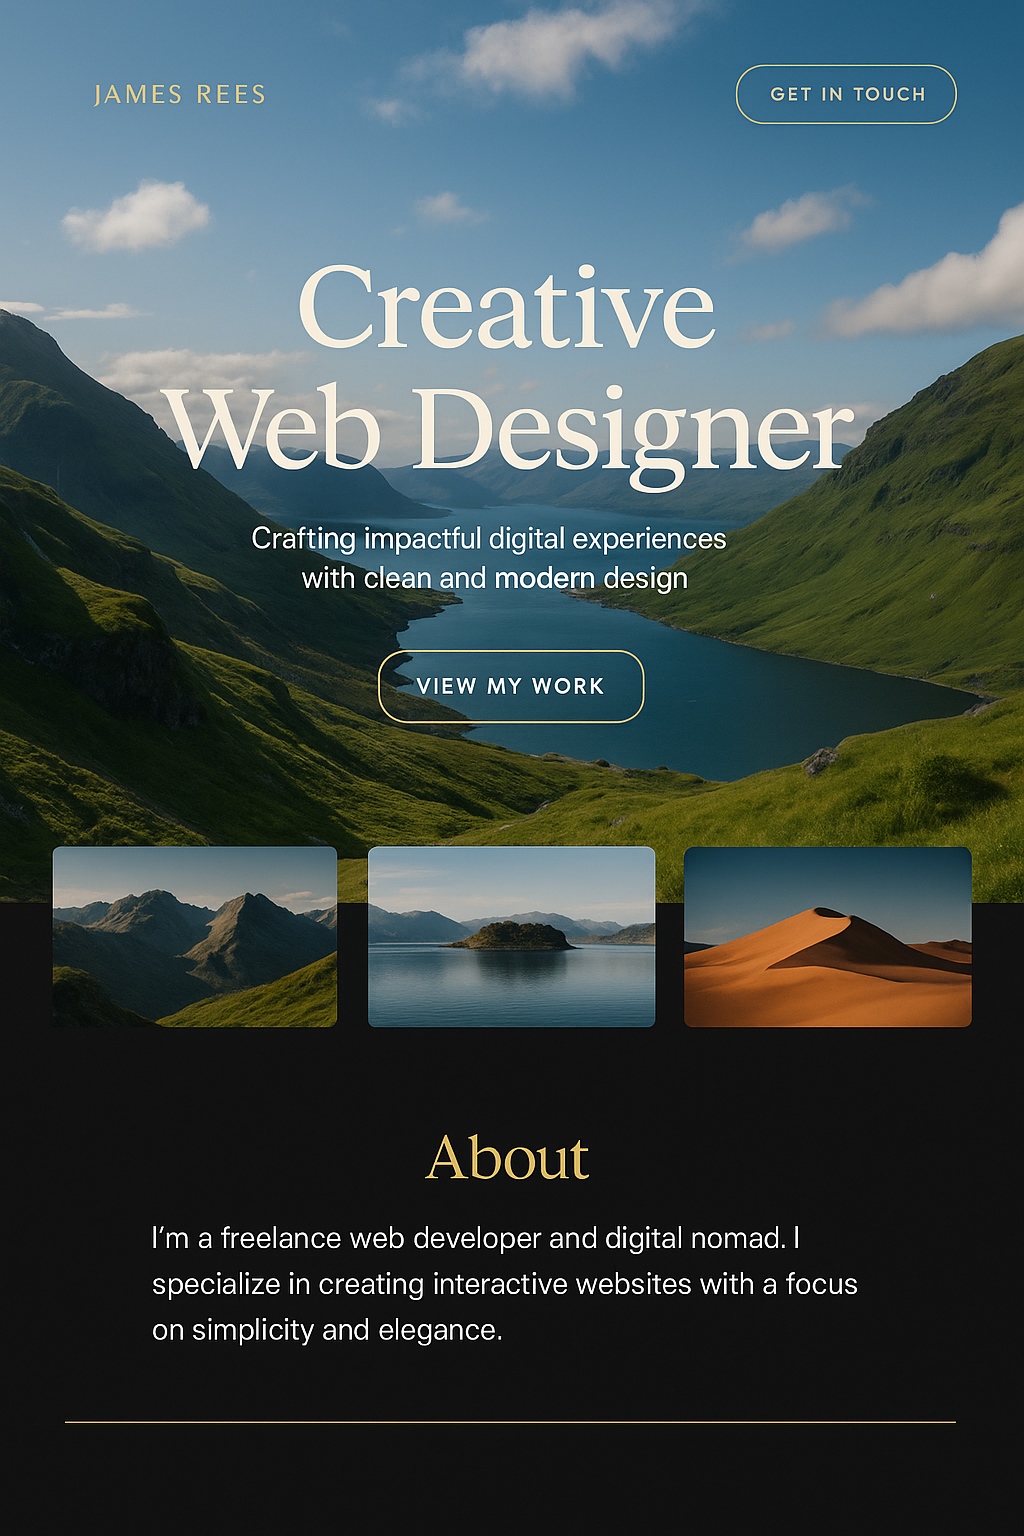 JAMES REES
GET IN TOUCH
Creative
Web Designer
Crafting impactful digital experiences
with clean and modern design
VIEW MY WORK
About
I’m a freelance web developer and digital nomad. I
specialize in creating interactive websites with a focus
on simplicity and elegance.